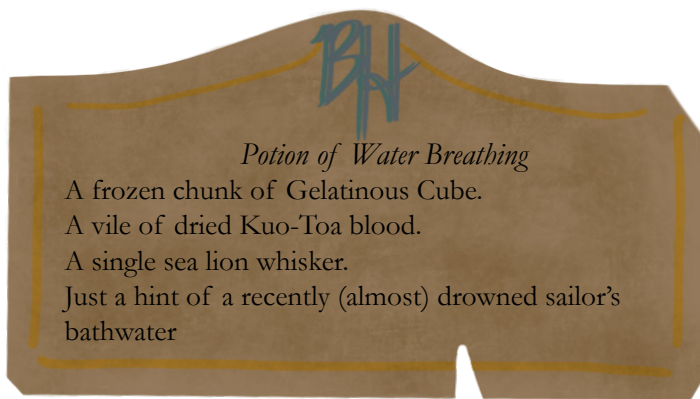 BH
Potion of Water Breathing
A frozen chunk of Gelatinous Cube.
A vile of dried Kuo-Toa blood.
A single sea lion whisker.
Just a hint of a recently (almost) drowned sailor’s
bathwater